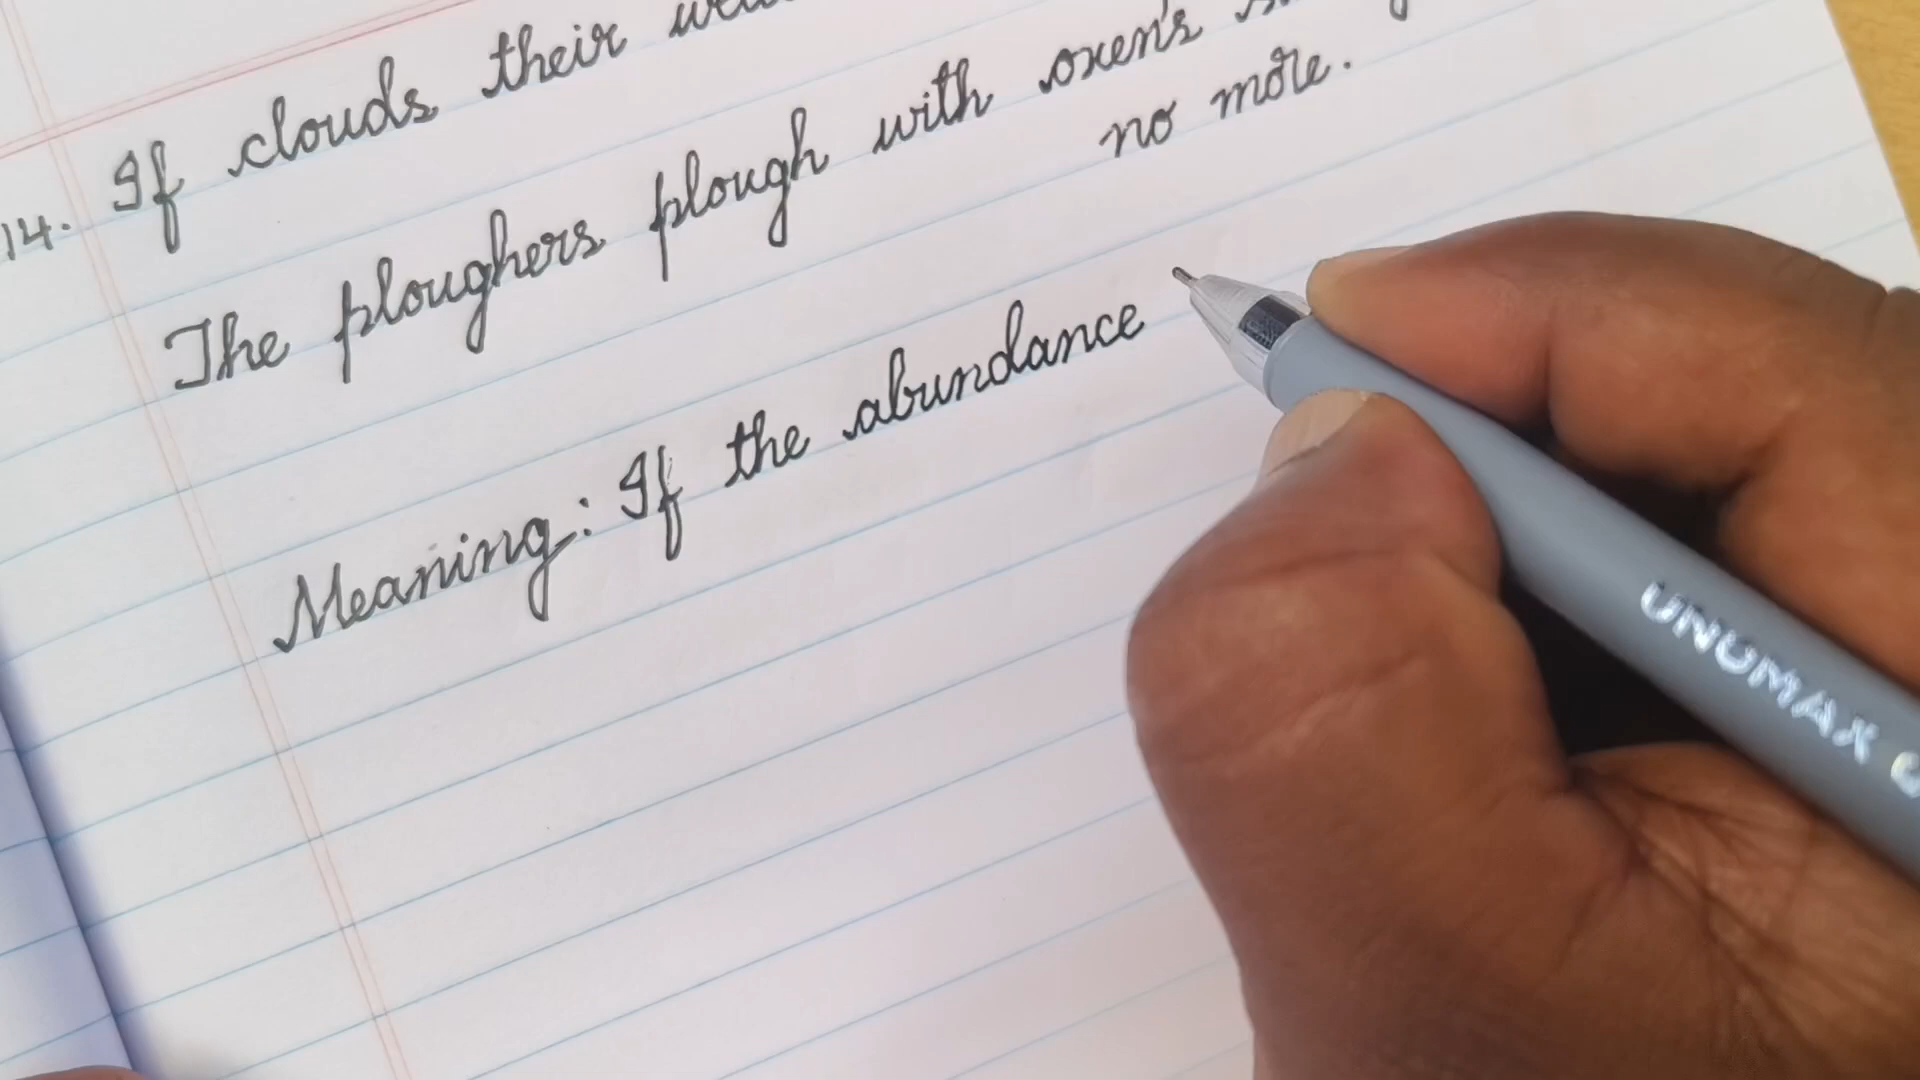 14. If clouds their
The ploughers plough with oxen's
no more.
Meaning: If the abundance
UNOMAX